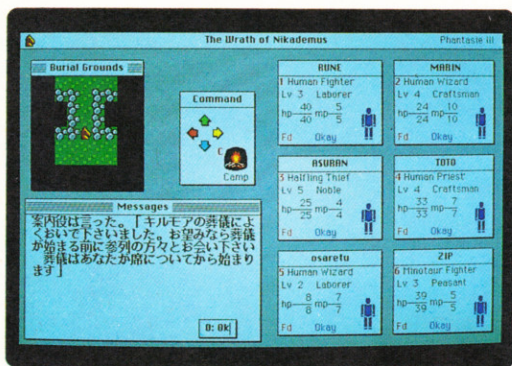 The Wrath of Nikademus
Phantasie III
Burial Grounds
Command
C
Camp
Messages
案内役は言った。「キルモアの葬儀によ
くおいで下さいました。お望みなら葬儀
が始まる前に参列の方々とお会い下さい
葬儀はあなたが席についてから始まり
ます」
O: Ok
RUNE
1 Human Fighter
Lv 3 Laborer
hp 40/40 mp 5/5
Fd Okay
MABIN
2 Human Wizard
Lv 4 Craftsman
hp 24/24 mp 10/10
Fd Okay
ASURAN
3 Halfling Thief
Lv 5 Noble
hp 25/25 mp 4/4
Fd Okay
TOTO
4 Human Priest
Lv 4 Craftsman
hp 33/33 mp 7/7
Fd Okay
osaretu
5 Human Wizard
Lv 2 Laborer
hp 8/8 mp 7/7
Fd Okay
ZIP
6 Minotaur Fighter
Lv 3 Peasant
hp 39/39 mp 5/5
Fd Okay